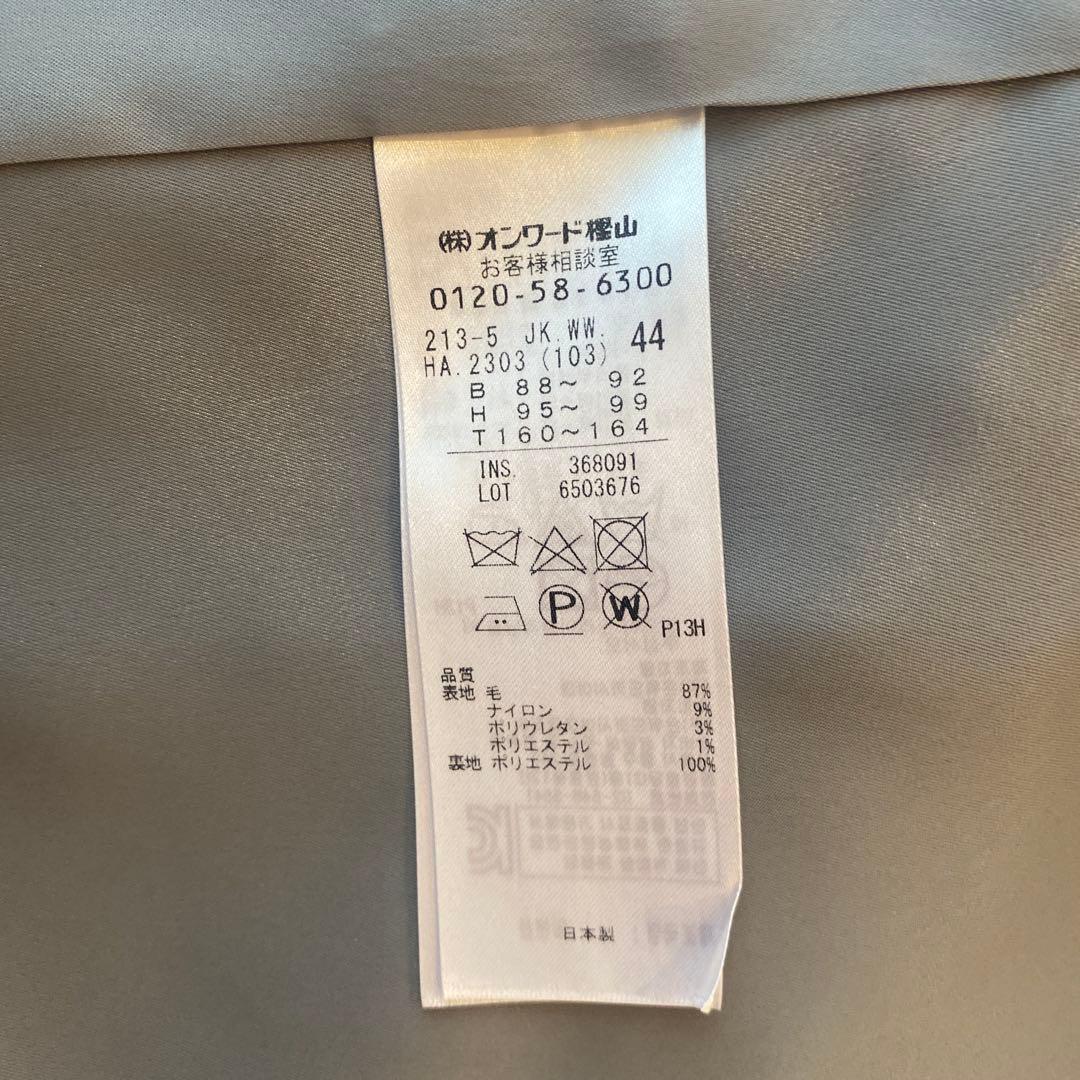 (株)オンワード樫山
お客様相談室
0120-58-6300
213-5 JK.WW. 44
HA.2303 (103)
B 88~ 92
H 95~ 99
T160~164
INS. 368091
LOT 6503676
P
W
P13H
品質
表地 毛 87%
ナイロン 9%
ポリウレタン 3%
ポリエステル 1%
裏地 ポリエステル 100%
日本製